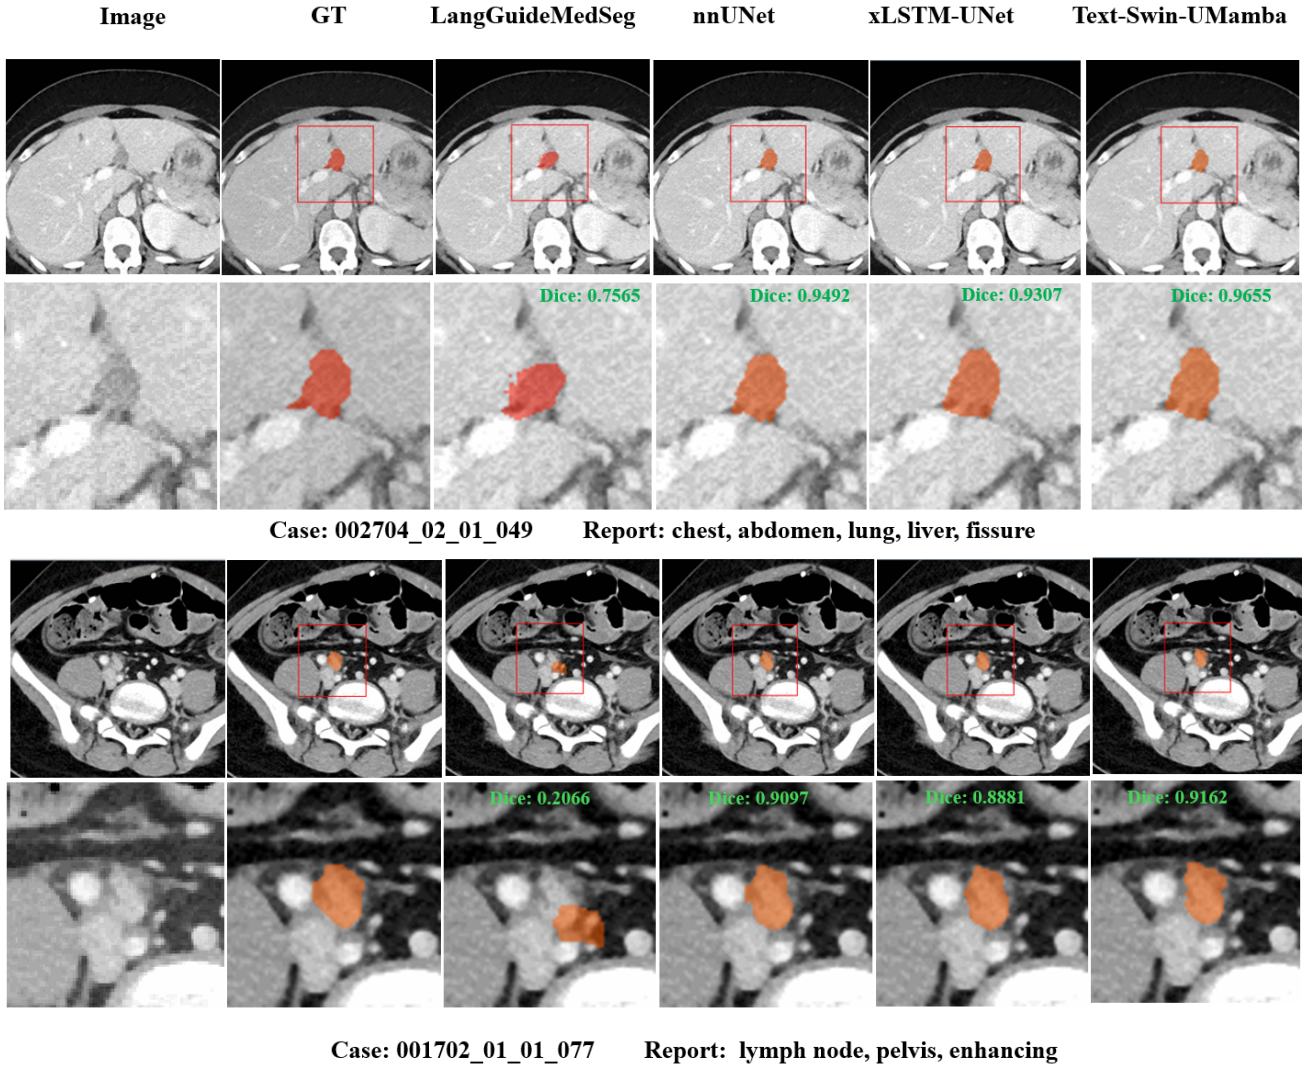 Image GT LangGuideMedSeg nnUNet xLSTM-UNet Text-Swin-UMamba
Dice: 0.7565 Dice: 0.9492 Dice: 0.9307 Dice: 0.9655
Case: 002704_02_01_049 Report: chest, abdomen, lung, liver, fissure
Dice: 0.2066 Dice: 0.9097 Dice: 0.8881 Dice: 0.9162
Case: 001702_01_01_077 Report: lymph node, pelvis, enhancing